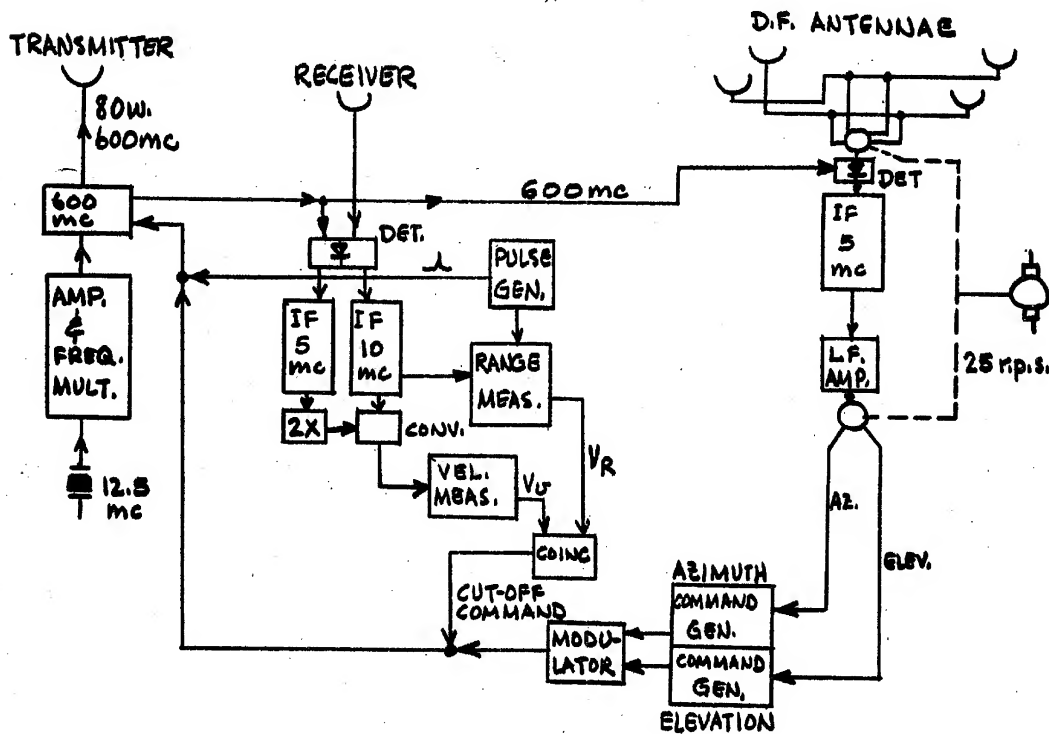 D.F. ANTENNAE
TRANSMITTER
RECEIVER
80W.
600mc
600
mc
600mc
DET.
DET
IF
5
mc
PULSE
GEN.
AMP.
&
FREQ.
MULT.
IF
5
mc
IF
10
mc
RANGE
MEAS.
L.F.
AMP.
25 r.p.s.
2X
CONV.
VEL.
MEAS.
Vv
VR
12.5
mc
COINC
AZ.
ELEV.
CUT-OFF
COMMAND
AZIMUTH
COMMAND
GEN.
MODU-
LATOR
COMMAND
GEN.
ELEVATION